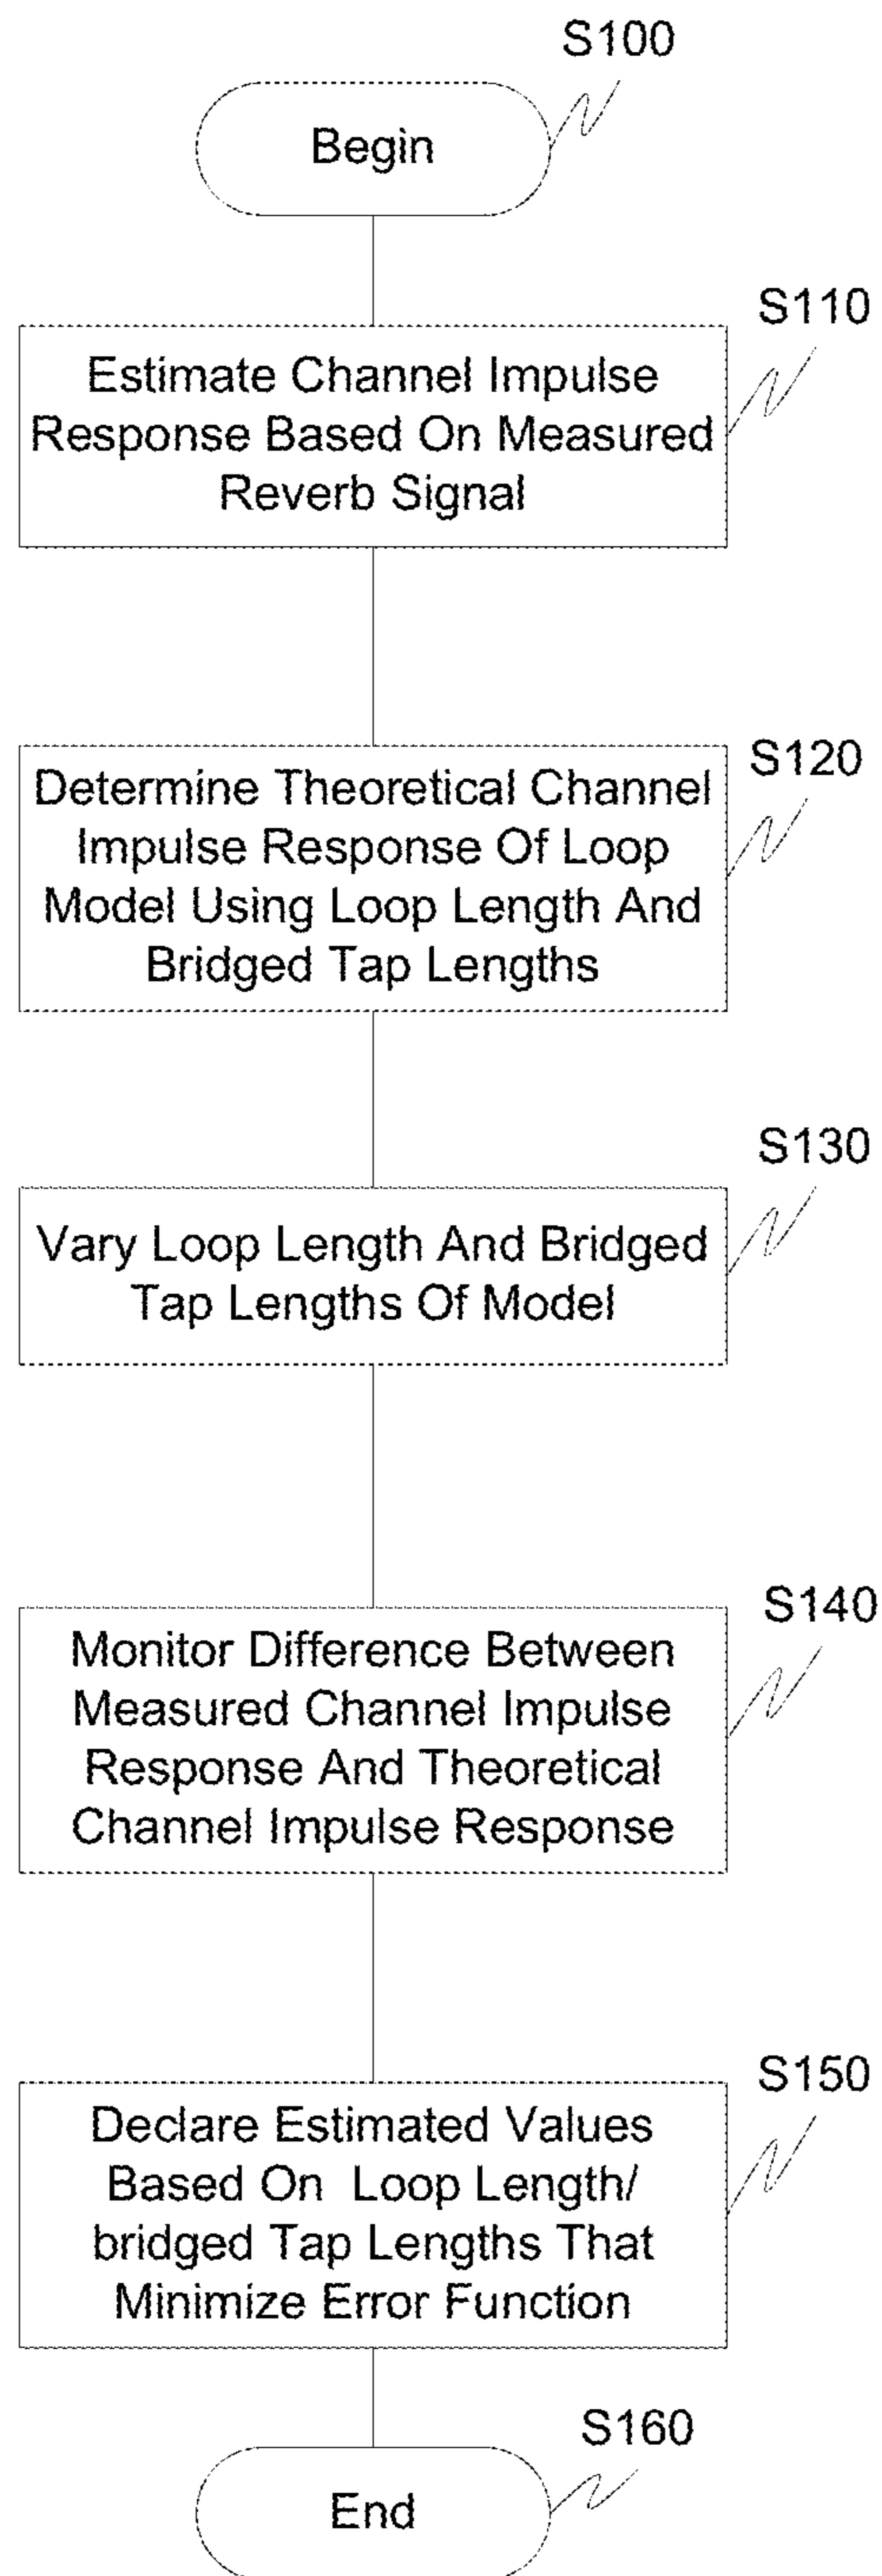 S100
Begin
S110
Estimate Channel Impulse
Response Based On Measured
Reverb Signal
S120
Determine Theoretical Channel
Impulse Response Of Loop
Model Using Loop Length And
Bridged Tap Lengths
S130
Vary Loop Length And Bridged
Tap Lengths Of Model
S140
Monitor Difference Between
Measured Channel Impulse
Response And Theoretical
Channel Impulse Response
S150
Declare Estimated Values
Based On Loop Length/
bridged Tap Lengths That
Minimize Error Function
S160
End